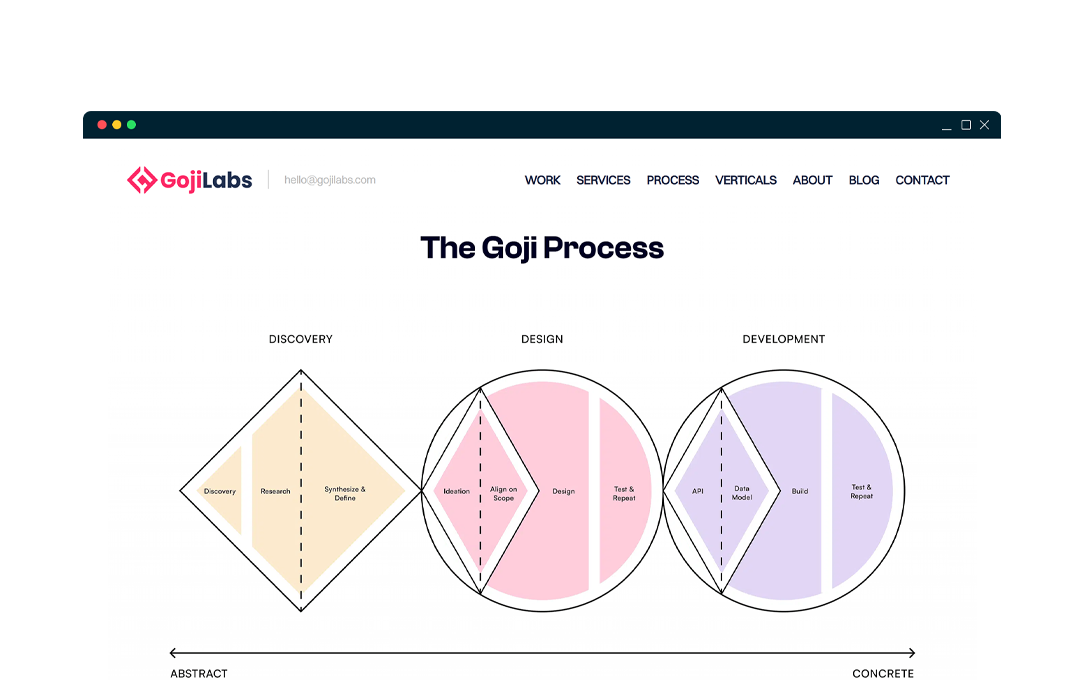 GojiLabs
hello@gojilabs.com
WORK SERVICES PROCESS VERTICALS ABOUT BLOG CONTACT
The Goji Process
DISCOVERY
DESIGN
DEVELOPMENT
Discovery
Research
Synthesize &
Define
Ideation
Align on
Scope
Design
Test &
Repeat
API
Data
Model
Build
Test &
Repeat
ABSTRACT
CONCRETE